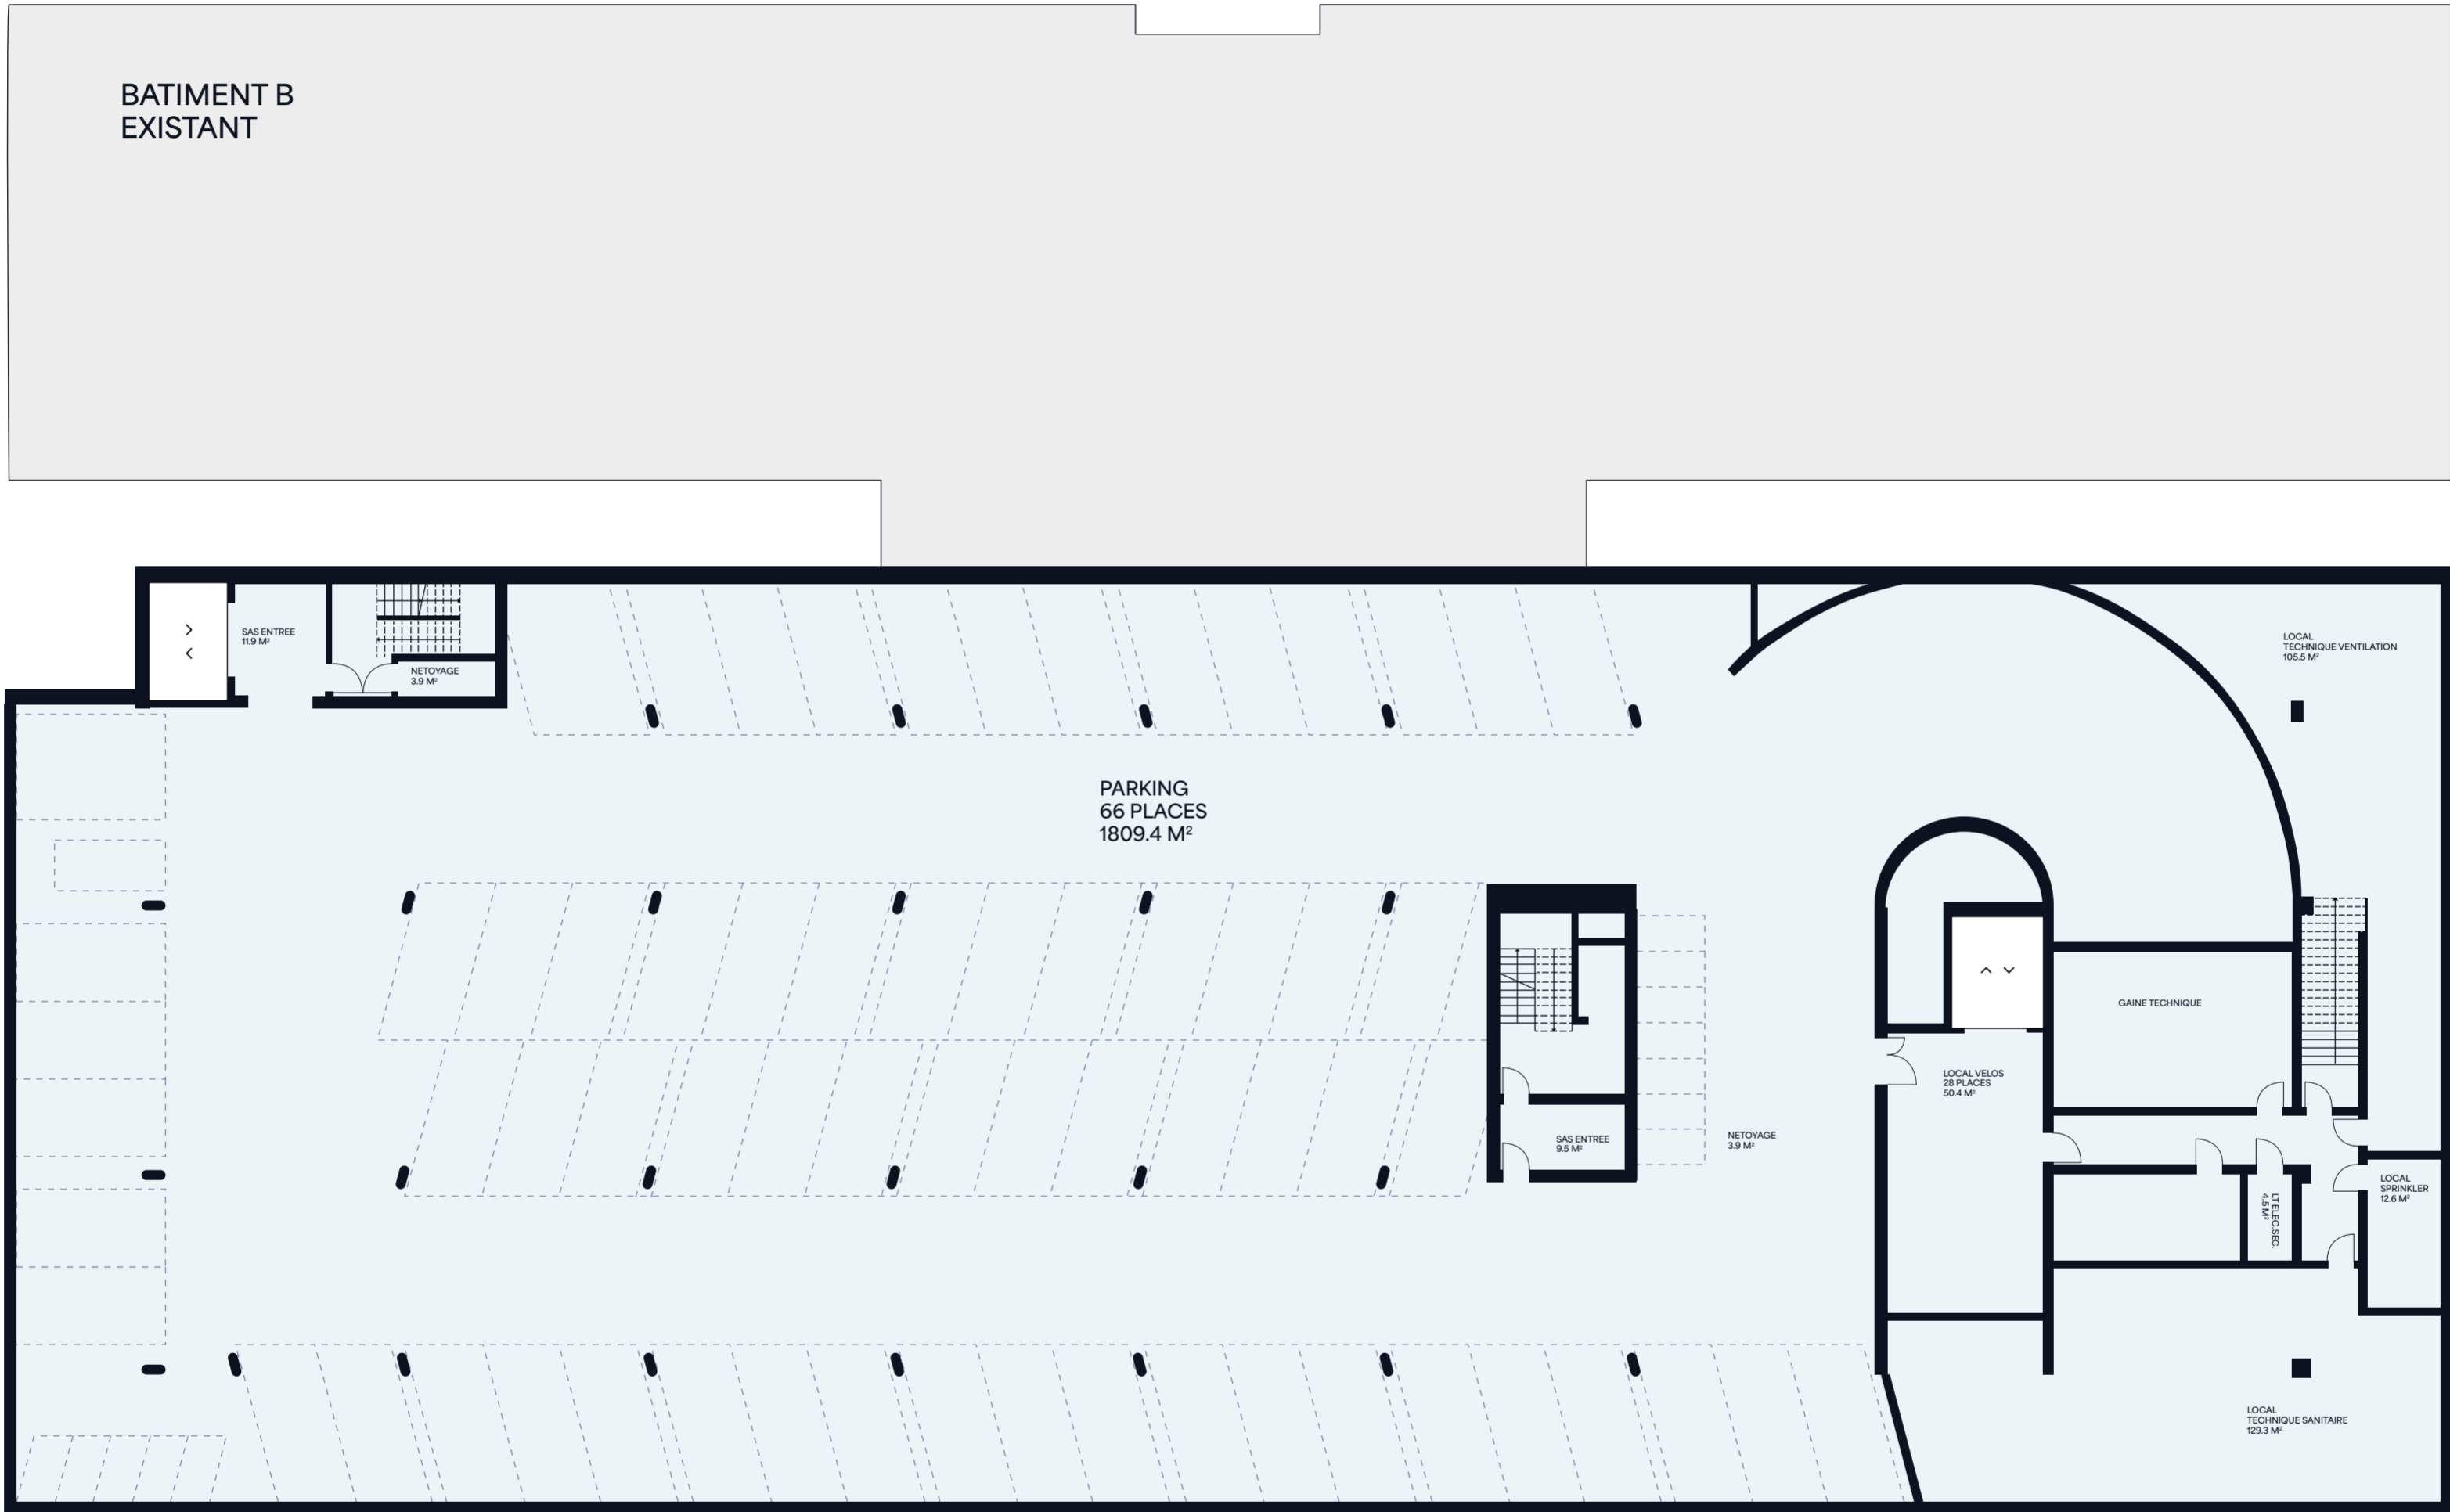 BATIMENT B
EXISTANT
SAS ENTREE
11.9 M²
NETOYAGE
3.9 M²
LOCAL
TECHNIQUE VENTILATION
105.5 M²
PARKING
66 PLACES
1809.4 M²
GAINE TECHNIQUE
LOCAL VELOS
28 PLACES
50.4 M²
SAS ENTREE
9.5 M²
NETOYAGE
3.9 M²
LOCAL
SPRINKLER
12.6 M²
LT ELEC.SEC.
4.5 M²
LOCAL
TECHNIQUE SANITAIRE
129.3 M²